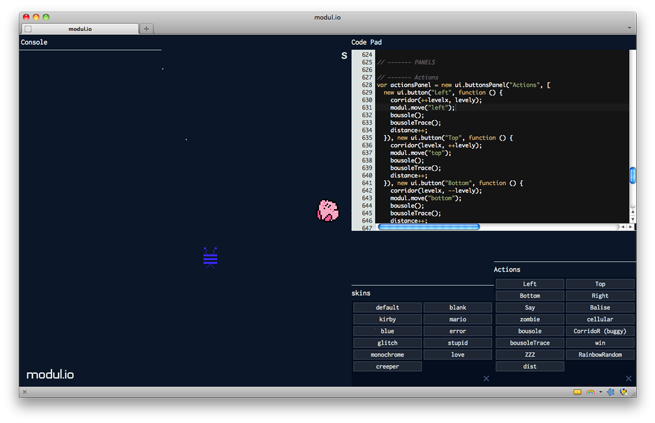 modul.io
modul.io
Console
S
Code Pad
624
625 // ------- PANELS
626
627 // ------- Actions
628 var actionsPanel = new ui.buttonsPanel("Actions", [
629 new ui.button("Left", function () {
630 corridor(++levelx, levely);
631 modul.move("left");
632 bousole();
633 bousoleTrace();
634 distance++;
635 }), new ui.button("Top", function () {
636 corridor(levelx, ++levely);
637 modul.move("top");
638 bousole();
639 bousoleTrace();
640 distance++;
641 }), new ui.button("Bottom", function () {
642 corridor(levelx, --levely);
643 modul.move("bottom");
644 bousole();
645 bousoleTrace();
646 distance++;
647
skins
default blank
kirby mario
blue error
glitch stupid
monochrome love
creeper
Actions
Left Top
Bottom Right
Say Balise
zombie cellular
bousole CorridoR (buggy)
bousoleTrace win
ZZZ RainbowRandom
dist
modul.io